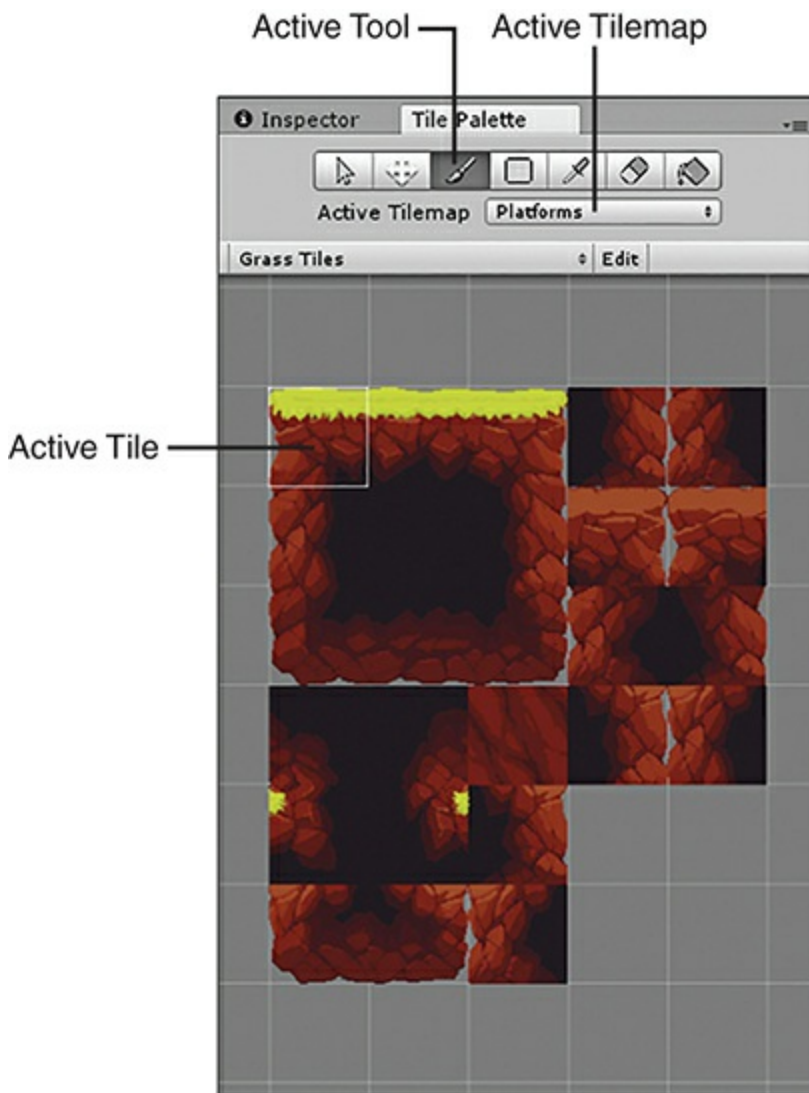 Active Tool Active Tilemap
Inspector Tile Palette
Active Tilemap Platforms
Grass Tiles Edit
Active Tile